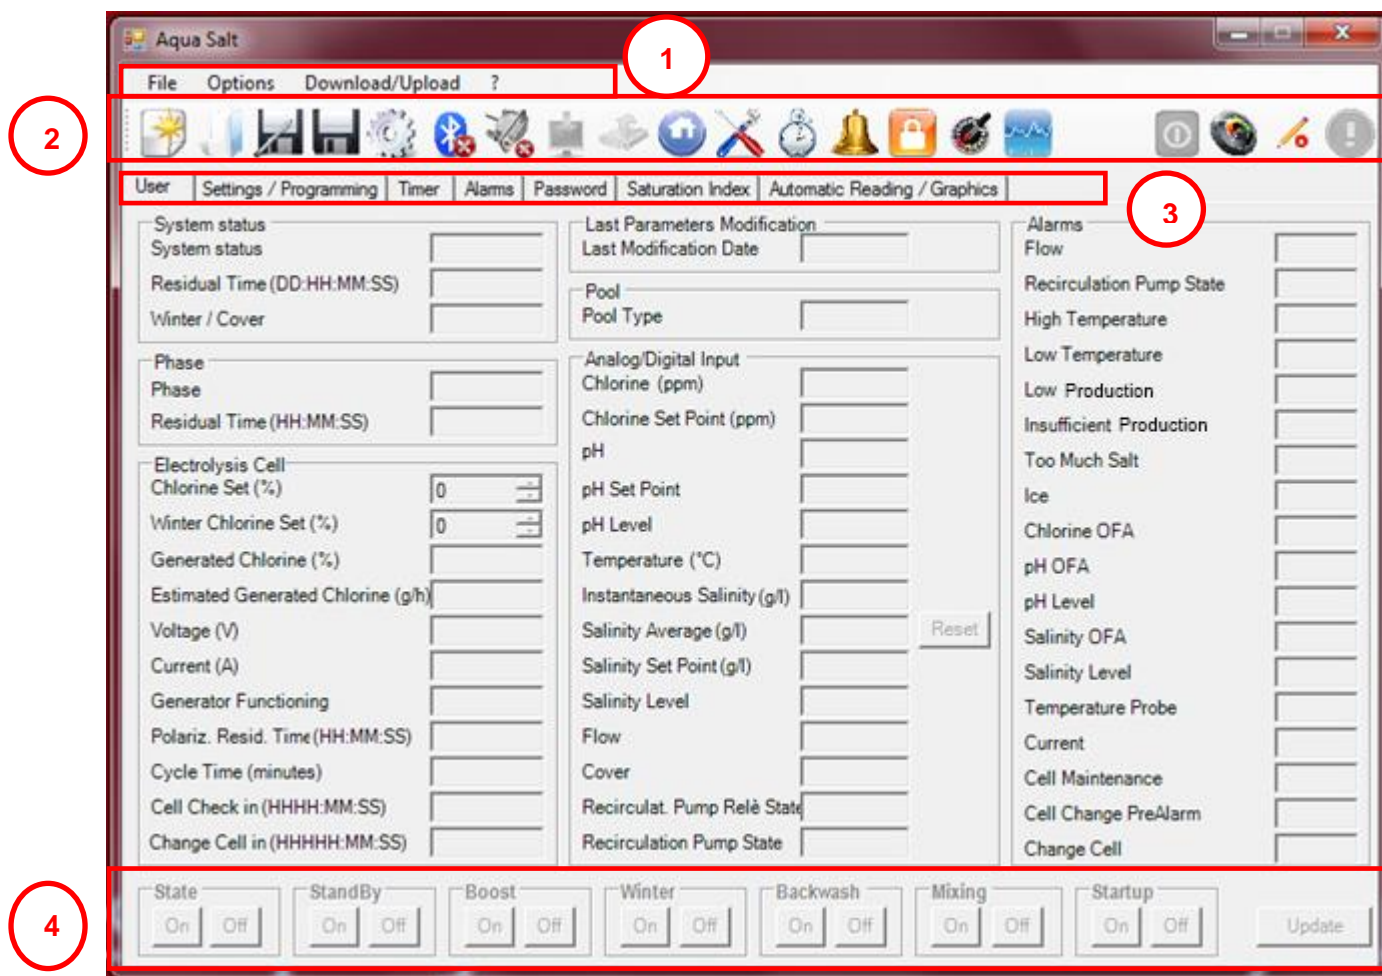 Aqua Salt
1
File Options Download/Upload ?
2
User Settings / Programming Timer Alarms Password Saturation Index Automatic Reading / Graphics
3
System status
System status
Residual Time (DD:HH:MM:SS)
Winter / Cover
Phase
Phase
Residual Time (HH:MM:SS)
Electrolysis Cell
Chlorine Set (%) 0
Winter Chlorine Set (%) 0
Generated Chlorine (%)
Estimated Generated Chlorine (g/h)
Voltage (V)
Current (A)
Generator Functioning
Polariz. Resid. Time (HH:MM:SS)
Cycle Time (minutes)
Cell Check in (HHHH:MM:SS)
Change Cell in (HHHHH:MM:SS)
Last Parameters Modification
Last Modification Date
Pool
Pool Type
Analog/Digital Input
Chlorine (ppm)
Chlorine Set Point (ppm)
pH
pH Set Point
pH Level
Temperature (°C)
Instantaneous Salinity (g/l)
Salinity Average (g/l) Reset
Salinity Set Point (g/l)
Salinity Level
Flow
Cover
Recirculat. Pump Relè State
Recirculation Pump State
Alarms
Flow
Recirculation Pump State
High Temperature
Low Temperature
Low Production
Insufficient Production
Too Much Salt
Ice
Chlorine OFA
pH OFA
pH Level
Salinity OFA
Salinity Level
Temperature Probe
Current
Cell Maintenance
Cell Change PreAlarm
Change Cell
4
State StandBy Boost Winter Backwash Mixing Startup
On Off On Off On Off On Off On Off On Off On Off Update